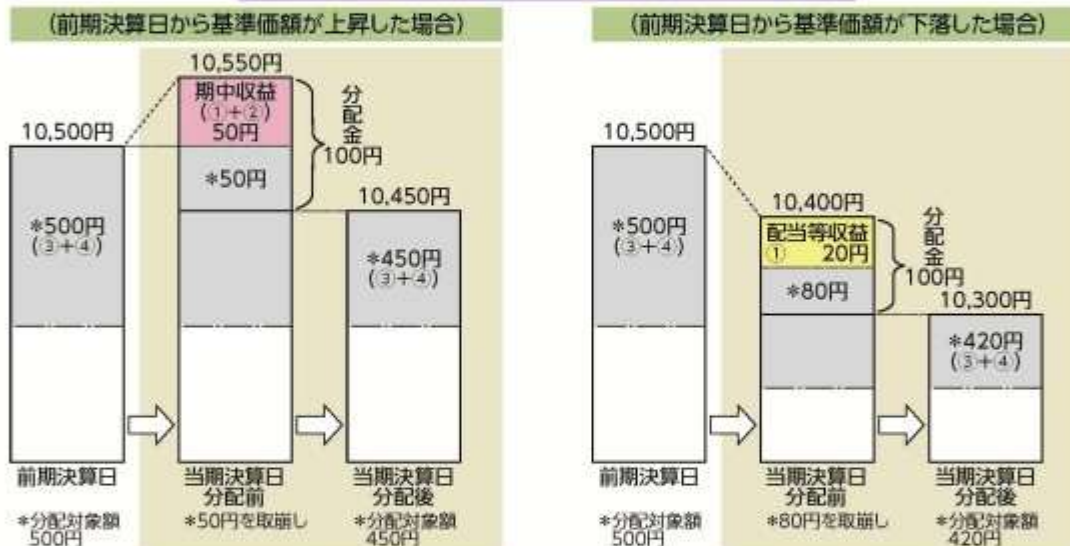 (前期決算日から基準価額が上昇した場合)
10,500円
*500円
(③+④)
前期決算日
*分配対象額
500円
10,550円
期中収益
(①+②)
50円
*50円
分配金
100円
当期決算日
分配前
*50円を取崩し
10,450円
*450円
(③+④)
当期決算日
分配後
*分配対象額
450円
(前期決算日から基準価額が下落した場合)
10,500円
*500円
(③+④)
前期決算日
*分配対象額
500円
10,400円
配当等収益
① 20円
*80円
分配金
100円
当期決算日
分配前
*80円を取崩し
10,300円
*420円
(③+④)
当期決算日
分配後
*分配対象額
420円